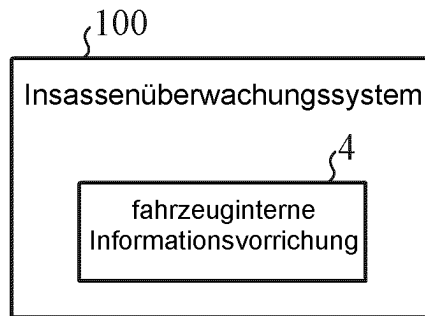 100
Insassenüberwachungssystem
4
fahrzeuginterne
Informationsvorrichung